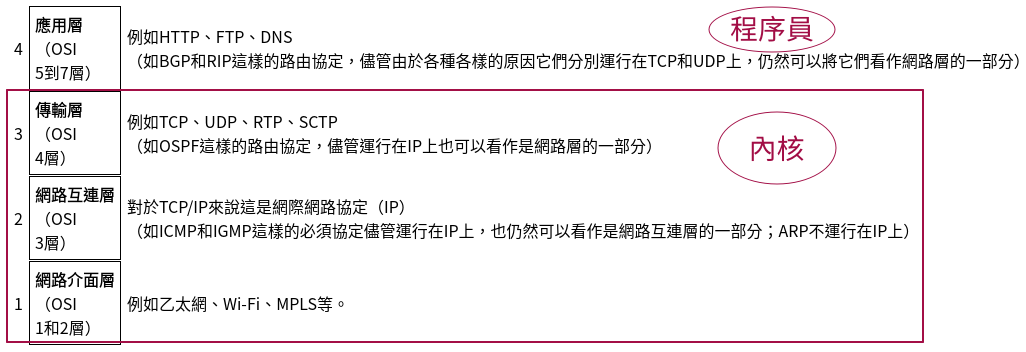 4
應用層
（OSI
5到7層）
例如HTTP、FTP、DNS
（如BGP和RIP這樣的路由協定，儘管由於各種各樣的原因它們分別運行在TCP和UDP上，仍然可以將它們看作網路層的一部分）
程序員
3
傳輸層
（OSI
4層）
例如TCP、UDP、RTP、SCTP
（如OSPF這樣的路由協定，儘管運行在IP上也可以看作是網路層的一部分）
內核
2
網路互連層
（OSI
3層）
對於TCP/IP來說這是網際網路協定（IP）
（如ICMP和IGMP這樣的必須協定儘管運行在IP上，也仍然可以看作是網路互連層的一部分；ARP不運行在IP上）
1
網路介面層
（OSI
1和2層）
例如乙太網、Wi-Fi、MPLS等。